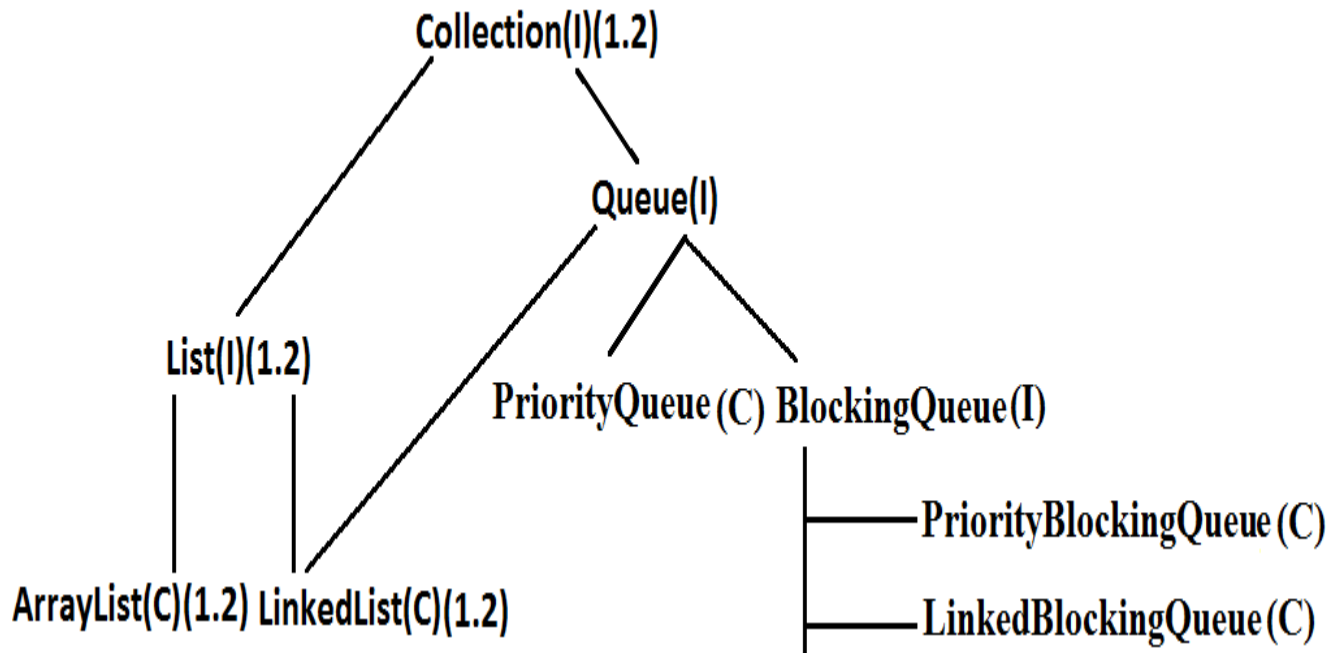 Collection(I)(1.2)
Queue(I)
List(I)(1.2)
PriorityQueue (C) BlockingQueue(I)
PriorityBlockingQueue (C)
ArrayList(C)(1.2) LinkedList(C)(1.2)
LinkedBlockingQueue (C)